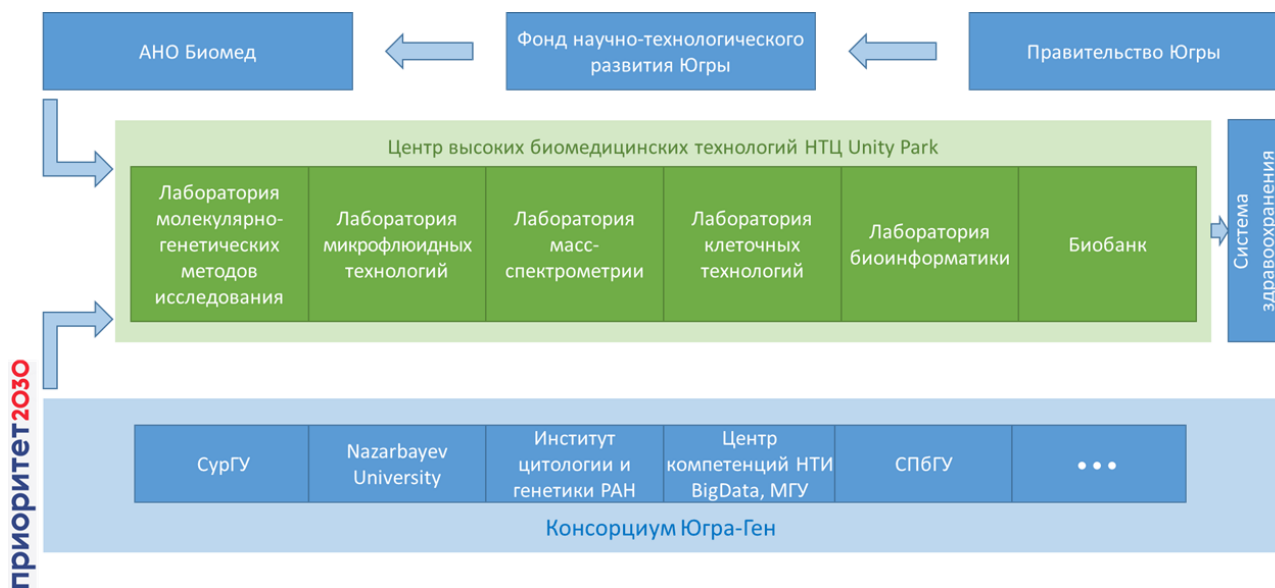 АНО Биомед
Фонд научно-технологического
развития Югры
Правительство Югры
Центр высоких биомедицинских технологий НТЦ Unity Park
Лаборатория
молекулярно-
генетических
методов
исследования
Лаборатория
микрофлюидных
технологий
Лаборатория
масс-
спектрометрии
Лаборатория
клеточных
технологий
Лаборатория
биоинформатики
Биобанк
Система
здравоохранения
приоритет2030
СурГУ
Nazarbayev
University
Институт
цитологии и
генетики РАН
Центр
компетенций НТИ
BigData, МГУ
СПбГУ
•••
Консорциум Югра-Ген